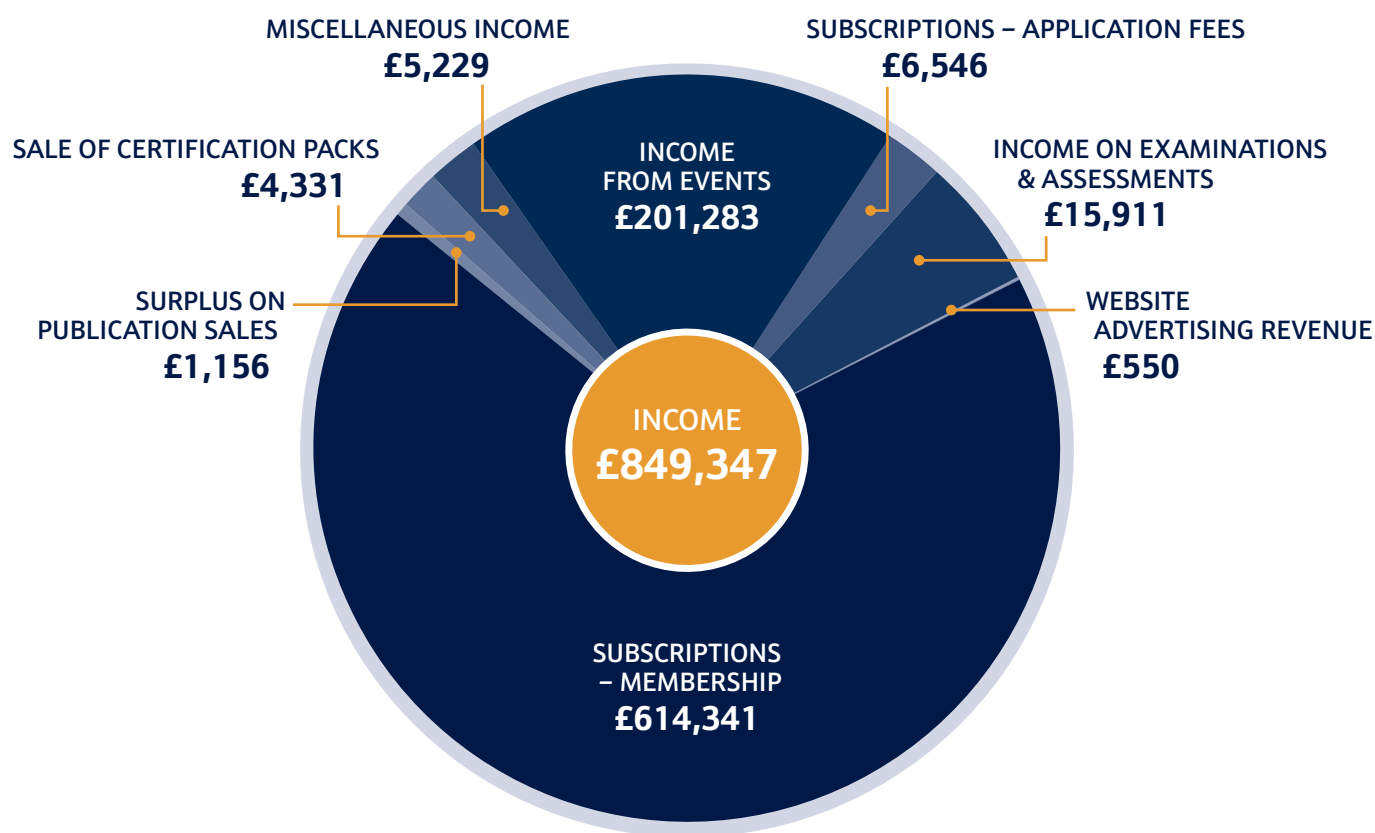 MISCELLANEOUS INCOME
£5,229
SUBSCRIPTIONS – APPLICATION FEES
£6,546
SALE OF CERTIFICATION PACKS
£4,331
INCOME
FROM EVENTS
£201,283
INCOME ON EXAMINATIONS
& ASSESSMENTS
£15,911
SURPLUS ON
PUBLICATION SALES
£1,156
WEBSITE
ADVERTISING REVENUE
£550
INCOME
£849,347
SUBSCRIPTIONS
– MEMBERSHIP
£614,341